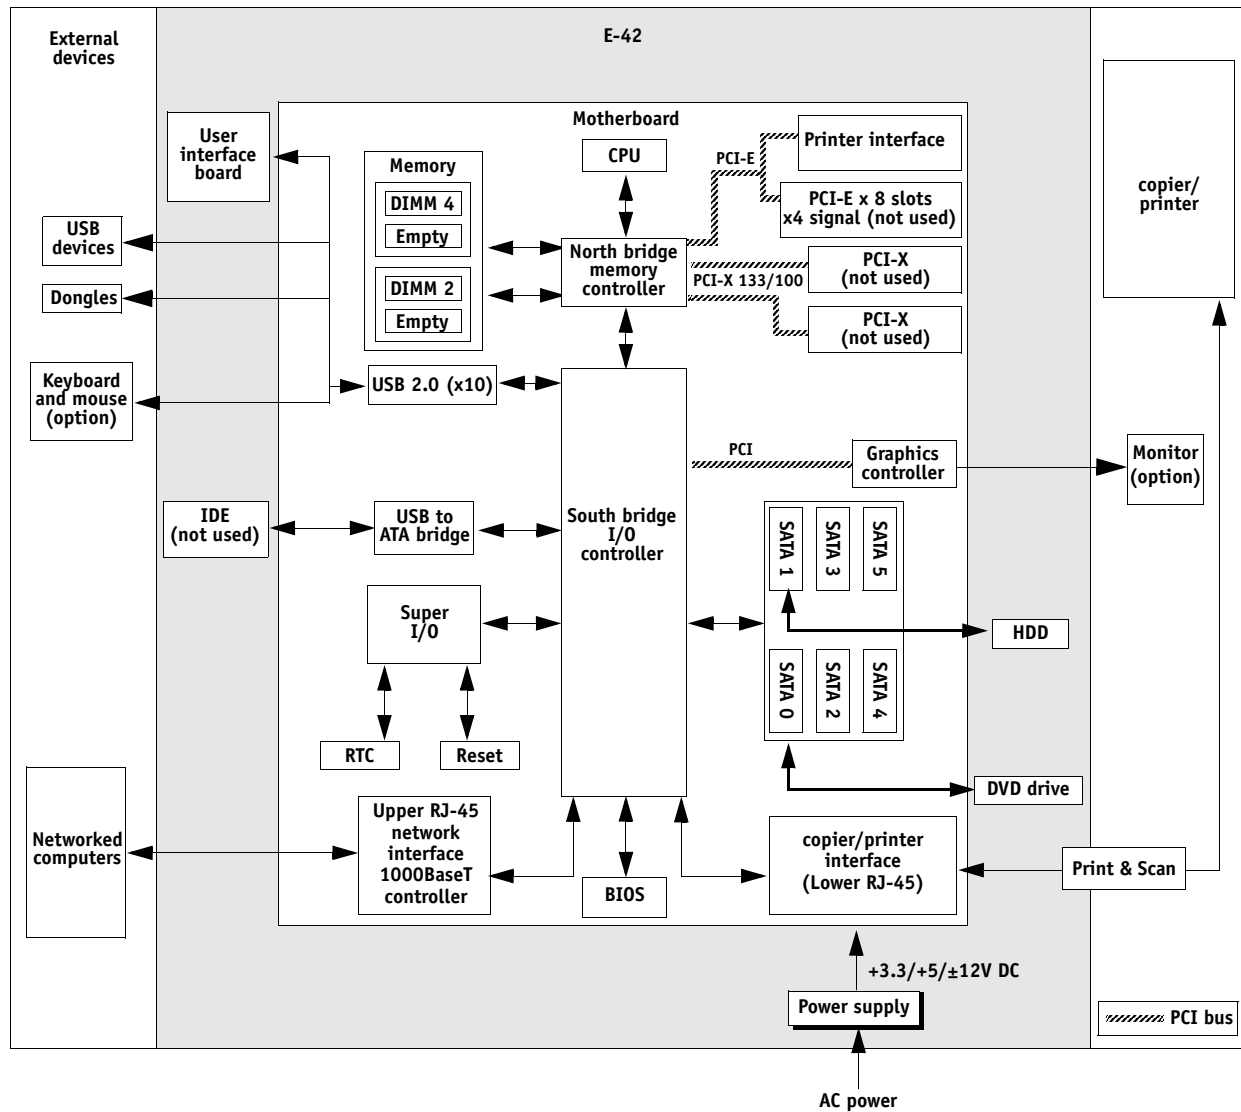 External
devices
E-42
Motherboard
User
interface
board
Memory
DIMM 4
Empty
DIMM 2
Empty
CPU
North bridge
memory
controller
PCI-E
Printer interface
PCI-E x 8 slots
x4 signal (not used)
PCI-X 133/100
PCI-X
(not used)
PCI-X
(not used)
copier/
printer
USB
devices
Dongles
Keyboard
and mouse
(option)
USB 2.0 (x10)
PCI
Graphics
controller
Monitor
(option)
IDE
(not used)
USB to
ATA bridge
South bridge
I/O
controller
SATA 1
SATA 3
SATA 5
SATA 0
SATA 2
SATA 4
HDD
Super
I/O
RTC
Reset
DVD drive
Networked
computers
Upper RJ-45
network
interface
1000BaseT
controller
BIOS
copier/printer
interface
(Lower RJ-45)
Print & Scan
+3.3/+5/±12V DC
Power supply
PCI bus
AC power